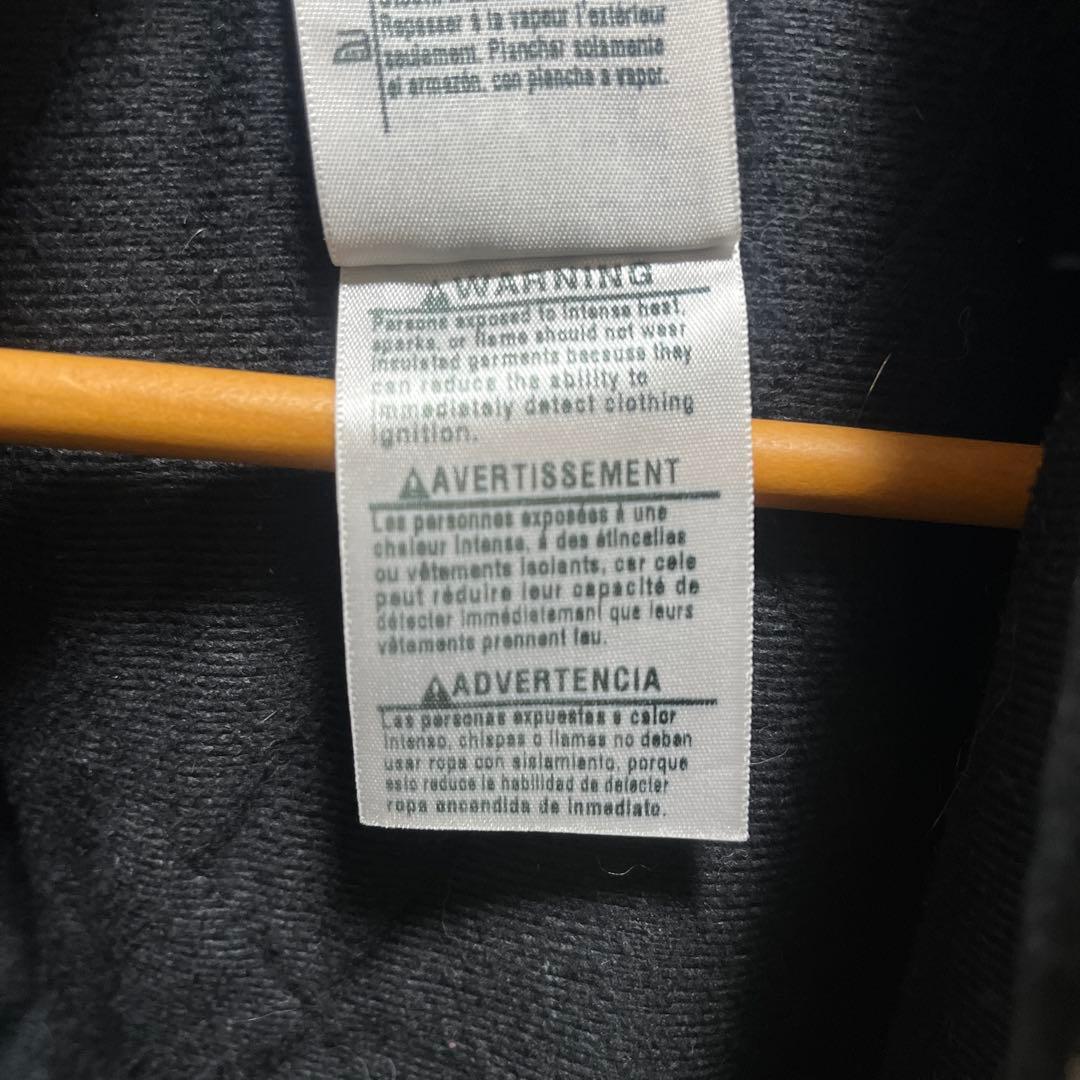 Repasser à la vapeur l'extérieur
seulement. Planchar solamente
el armazón, con plancha a vapor.
WARNING
Persons exposed to intense heat,
sparks, or flame should not wear
insulated garments because they
can reduce the ability to
immediately detect clothing
ignition.
AVERTISSEMENT
Les personnes exposées à une
chaleur intense, à des étincelles
ou vêtements isolants, car cela
peut réduire leur capacité de
détecter immédiatement que leurs
vêtements prennent feu.
ADVERTENCIA
Las personas expuestas a calor
intenso, chispas o llamas no deban
usar ropa con aislamiento, porque
esto reduce la habilidad de detectar
ropa encendida de inmediato.